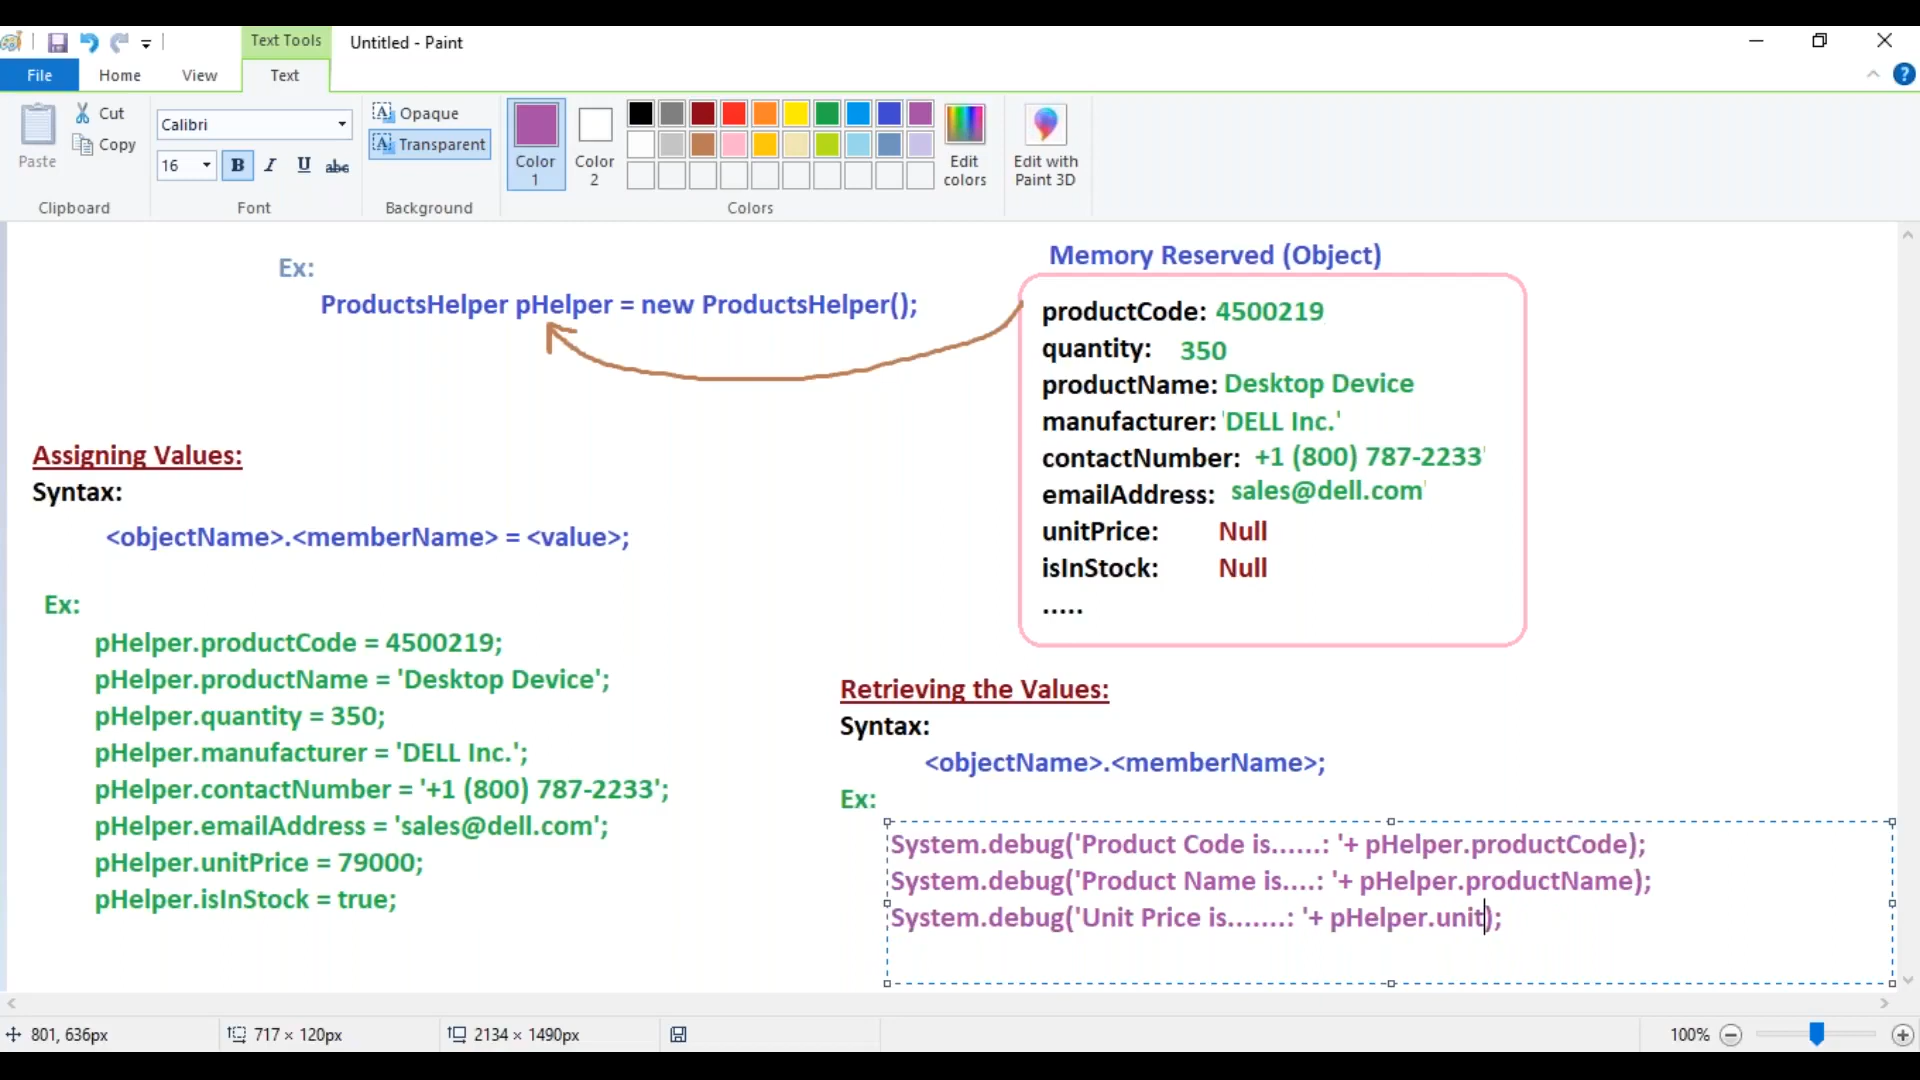 Text Tools
Untitled - Paint
File
Home
View
Text
Paste
Cut
Copy
Clipboard
Calibri
16
B I U abc
Font
Opaque
Transparent
Background
Color 1
Color 2
Colors
Edit colors
Edit with Paint 3D
Ex:
ProductsHelper pHelper = new ProductsHelper();
Memory Reserved (Object)
productCode: 4500219
quantity: 350
productName: Desktop Device
manufacturer: 'DELL Inc.'
contactNumber: +1 (800) 787-2233'
emailAddress: sales@dell.com'
unitPrice: Null
isInStock: Null
.....
Assigning Values:
Syntax:
<objectName>.<memberName> = <value>;
Ex:
pHelper.productCode = 4500219;
pHelper.productName = 'Desktop Device';
pHelper.quantity = 350;
pHelper.manufacturer = 'DELL Inc.';
pHelper.contactNumber = '+1 (800) 787-2233';
pHelper.emailAddress = 'sales@dell.com';
pHelper.unitPrice = 79000;
pHelper.isInStock = true;
Retrieving the Values:
Syntax:
<objectName>.<memberName>;
Ex:
System.debug('Product Code is......: '+ pHelper.productCode);
System.debug('Product Name is....: '+ pHelper.productName);
System.debug('Unit Price is.......: '+ pHelper.unit);
801, 636px
717 × 120px
2134 × 1490px
100%